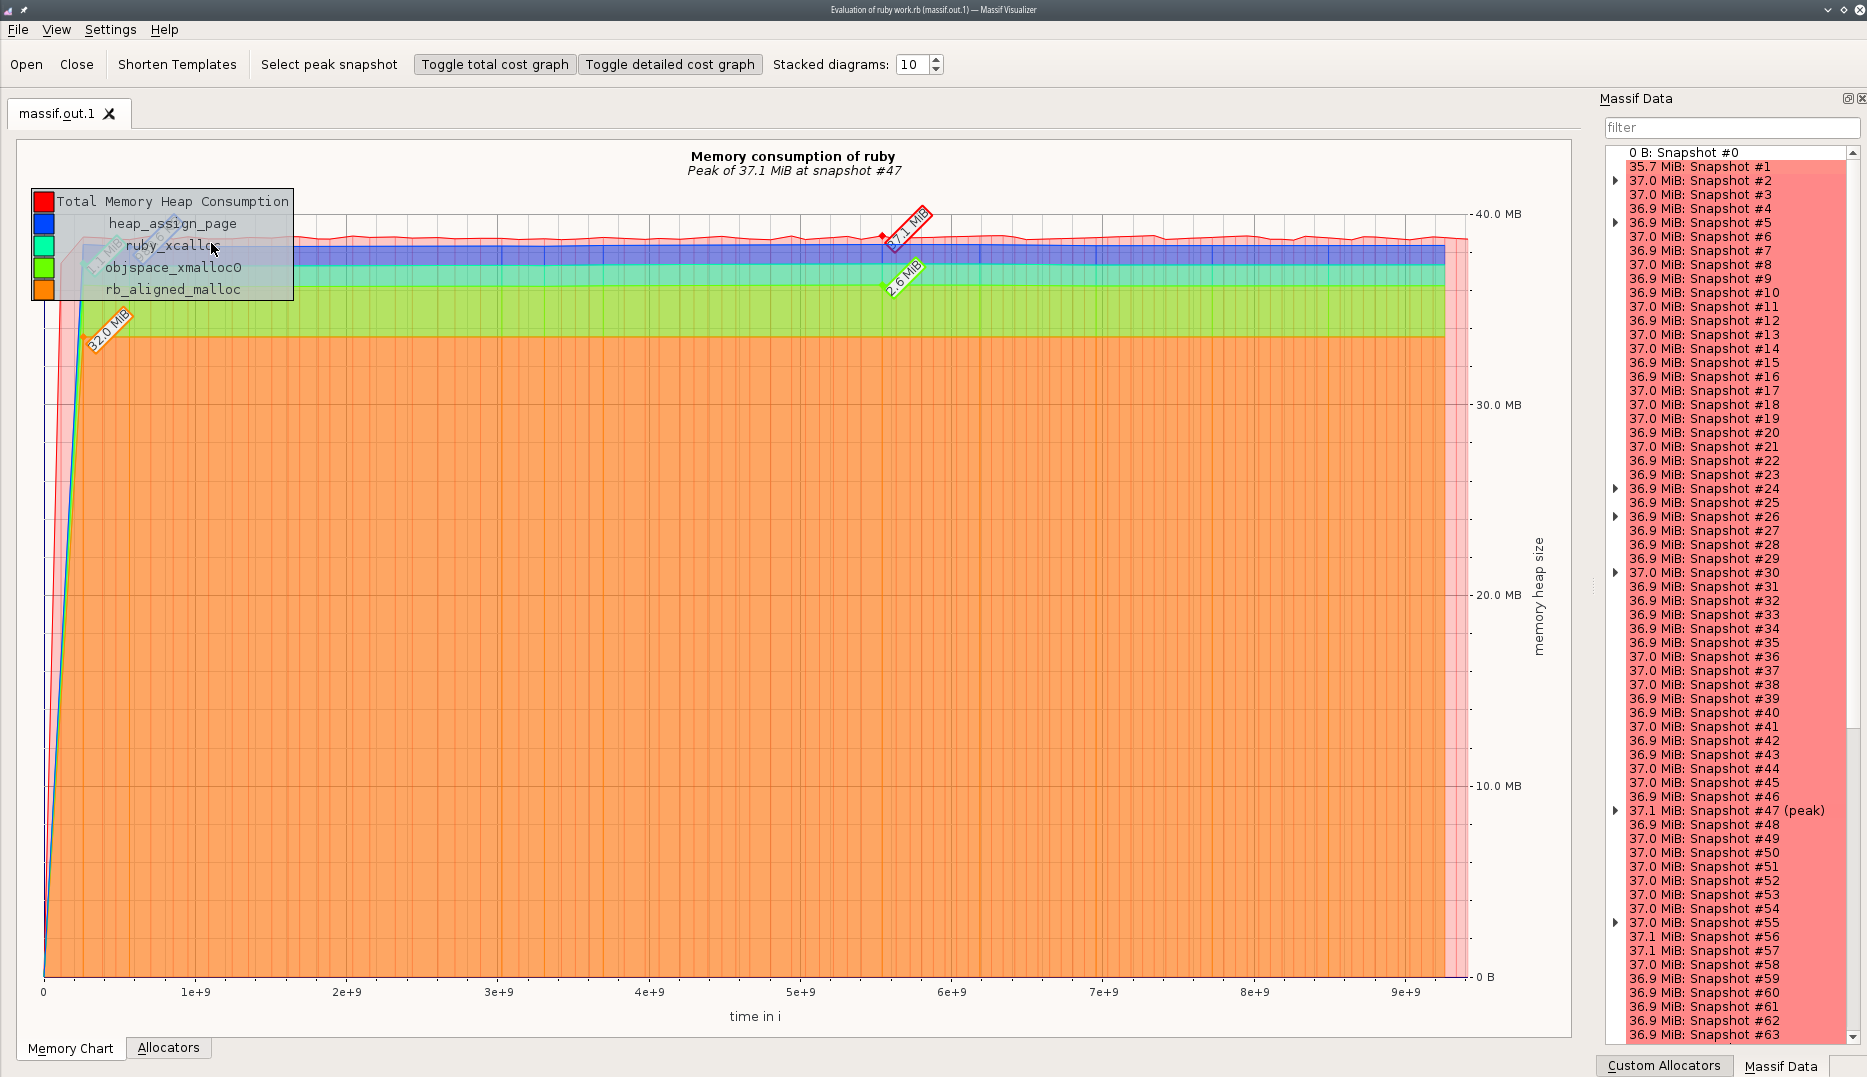 Evaluation of ruby work.rb (massif.out.1) — Massif Visualizer
File View Settings Help
Open Close Shorten Templates Select peak snapshot Toggle total cost graph Toggle detailed cost graph Stacked diagrams: 10
massif.out.1
Memory consumption of ruby
Peak of 37.1 MiB at snapshot #47
Total Memory Heap Consumption
heap_assign_page
ruby_xcalloc
objspace_xmalloc0
rb_aligned_malloc
37.1 MiB
2.6 MiB
32.0 MiB
40.0 MB
30.0 MB
20.0 MB
10.0 MB
0 B
memory heap size
0 1e+9 2e+9 3e+9 4e+9 5e+9 6e+9 7e+9 8e+9 9e+9
time in i
Memory Chart Allocators
Massif Data
filter
0 B: Snapshot #0
35.7 MiB: Snapshot #1
37.0 MiB: Snapshot #2
37.0 MiB: Snapshot #3
36.9 MiB: Snapshot #4
36.9 MiB: Snapshot #5
37.0 MiB: Snapshot #6
36.9 MiB: Snapshot #7
37.0 MiB: Snapshot #8
36.9 MiB: Snapshot #9
36.9 MiB: Snapshot #10
37.0 MiB: Snapshot #11
36.9 MiB: Snapshot #12
37.0 MiB: Snapshot #13
37.0 MiB: Snapshot #14
36.9 MiB: Snapshot #15
36.9 MiB: Snapshot #16
37.0 MiB: Snapshot #17
37.0 MiB: Snapshot #18
37.0 MiB: Snapshot #19
36.9 MiB: Snapshot #20
37.0 MiB: Snapshot #21
36.9 MiB: Snapshot #22
37.0 MiB: Snapshot #23
36.9 MiB: Snapshot #24
36.9 MiB: Snapshot #25
36.9 MiB: Snapshot #26
37.0 MiB: Snapshot #27
36.9 MiB: Snapshot #28
36.9 MiB: Snapshot #29
37.0 MiB: Snapshot #30
36.9 MiB: Snapshot #31
36.9 MiB: Snapshot #32
36.9 MiB: Snapshot #33
36.9 MiB: Snapshot #34
36.9 MiB: Snapshot #35
37.0 MiB: Snapshot #36
37.0 MiB: Snapshot #37
37.0 MiB: Snapshot #38
36.9 MiB: Snapshot #39
36.9 MiB: Snapshot #40
37.0 MiB: Snapshot #41
36.9 MiB: Snapshot #42
36.9 MiB: Snapshot #43
37.0 MiB: Snapshot #44
37.0 MiB: Snapshot #45
36.9 MiB: Snapshot #46
37.1 MiB: Snapshot #47 (peak)
36.9 MiB: Snapshot #48
37.0 MiB: Snapshot #49
37.0 MiB: Snapshot #50
37.0 MiB: Snapshot #51
37.0 MiB: Snapshot #52
37.0 MiB: Snapshot #53
37.0 MiB: Snapshot #54
37.0 MiB: Snapshot #55
37.1 MiB: Snapshot #56
37.1 MiB: Snapshot #57
37.0 MiB: Snapshot #58
36.9 MiB: Snapshot #59
36.9 MiB: Snapshot #60
36.9 MiB: Snapshot #61
36.9 MiB: Snapshot #62
36.9 MiB: Snapshot #63
Custom Allocators Massif Data